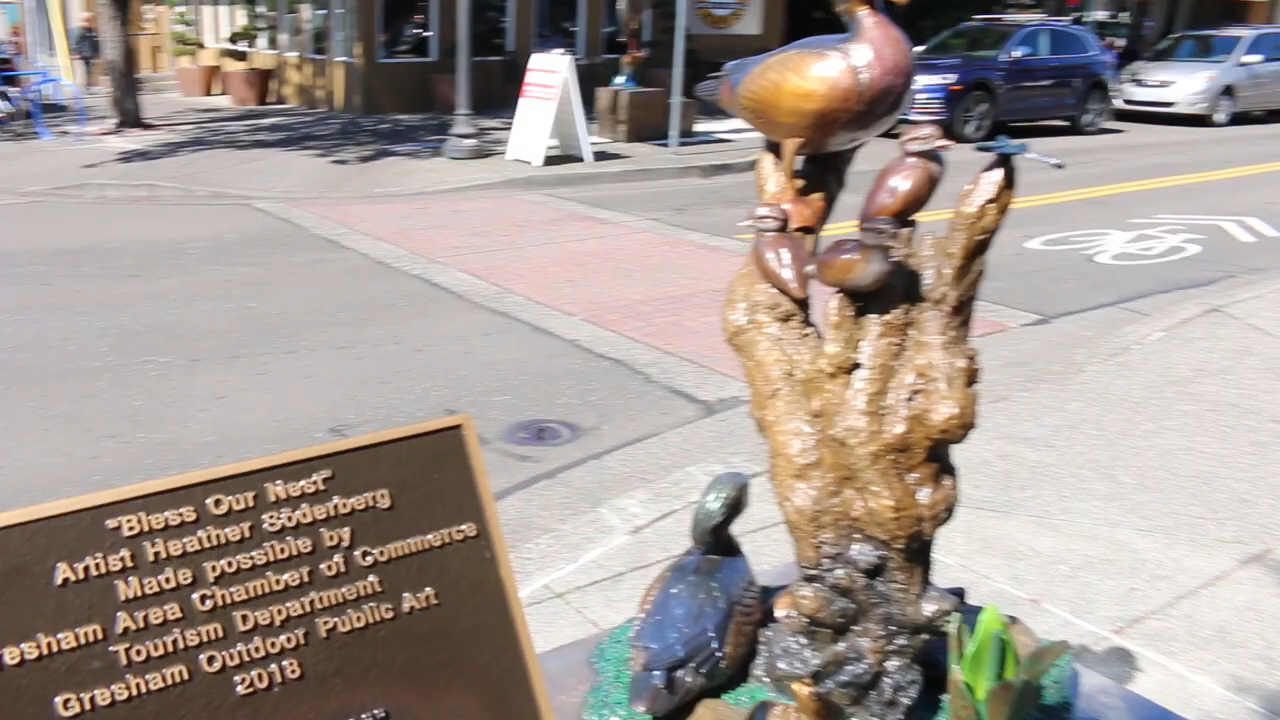 "Bless Our Nest"
Artist Heather Söderberg
Made possible by
resham Area Chamber of Commerce
Tourism Department
Gresham Outdoor Public Art
2018